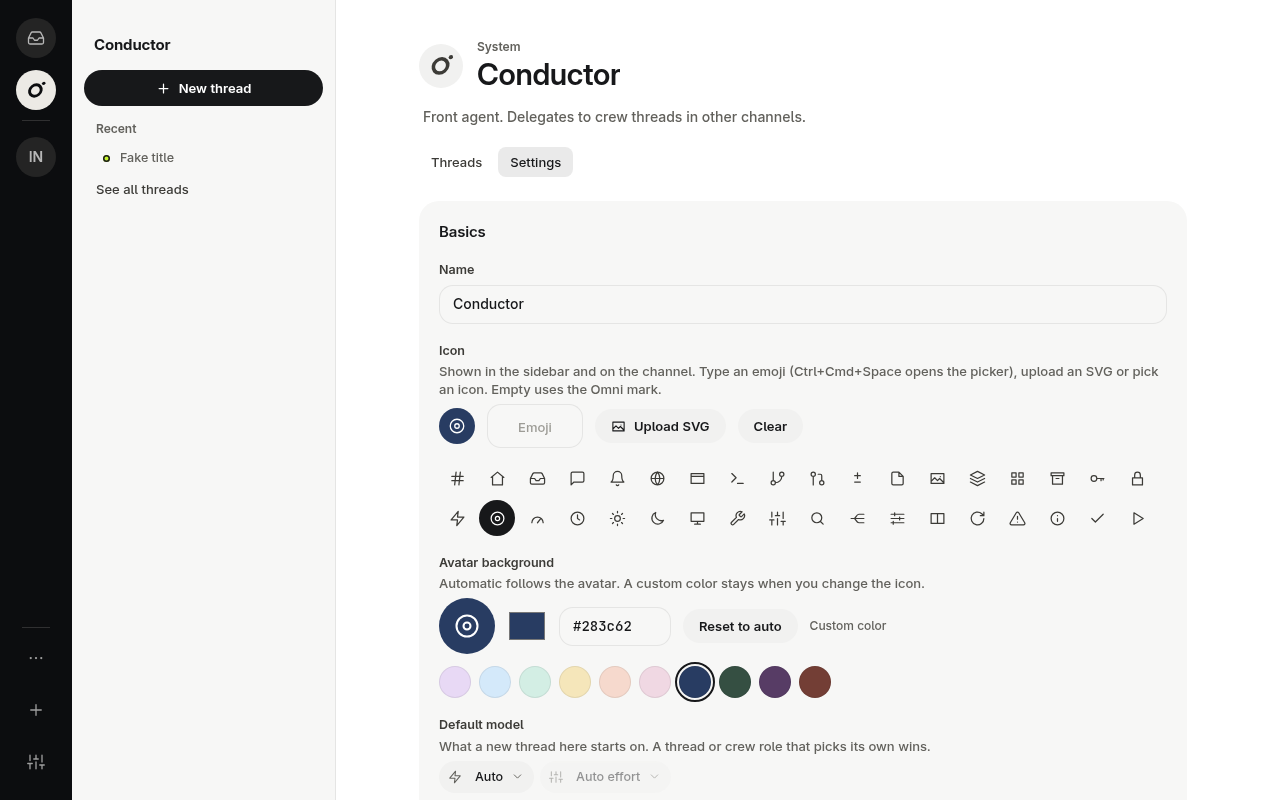 Conductor
New thread
Recent
Fake title
See all threads
IN
System
Conductor
Front agent. Delegates to crew threads in other channels.
Threads
Settings
Basics
Name
Conductor
Icon
Shown in the sidebar and on the channel. Type an emoji (Ctrl+Cmd+Space opens the picker), upload an SVG or pick
an icon. Empty uses the Omni mark.
Emoji
Upload SVG
Clear
Avatar background
Automatic follows the avatar. A custom color stays when you change the icon.
#283c62
Reset to auto
Custom color
Default model
What a new thread here starts on. A thread or crew role that picks its own wins.
Auto
Auto effort